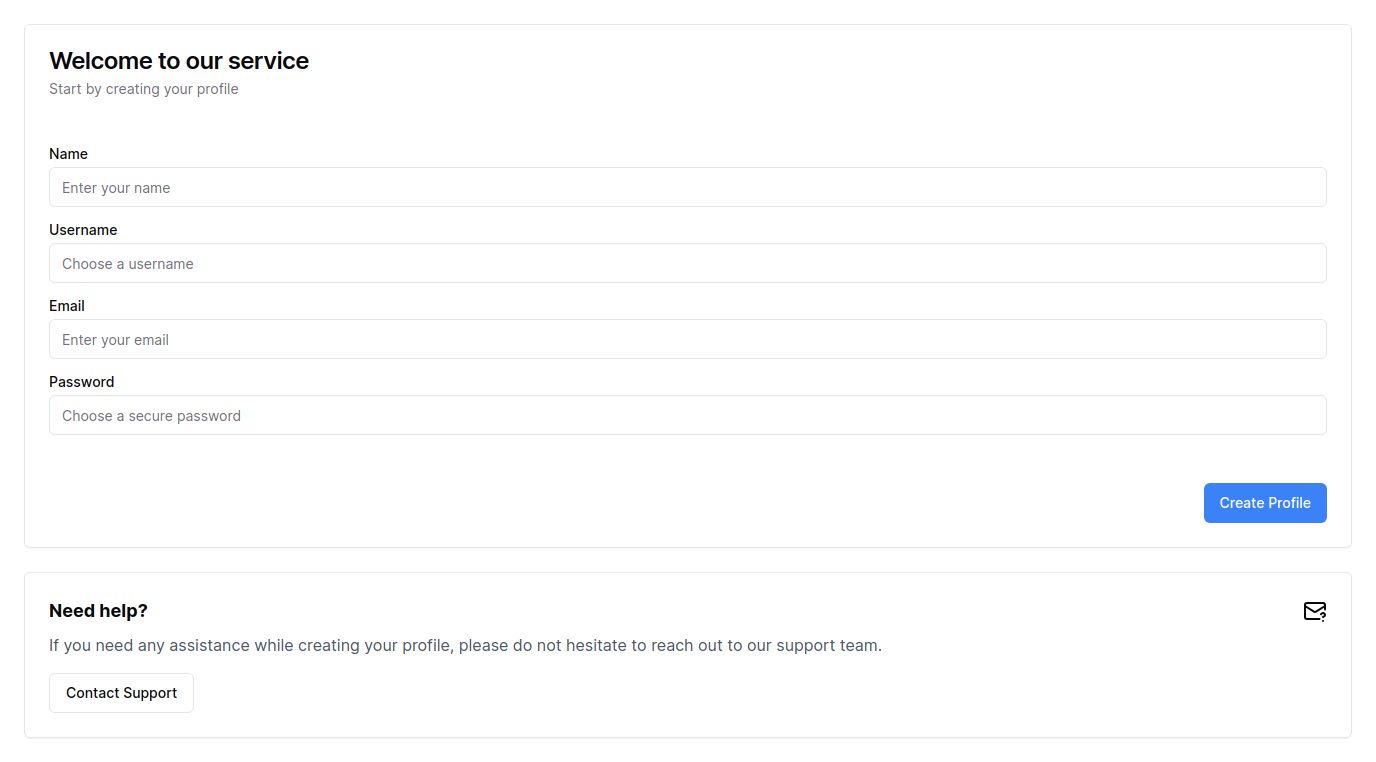 Welcome to our service
Start by creating your profile
Name
Enter your name
Username
Choose a username
Email
Enter your email
Password
Choose a secure password
Create Profile
Need help?
If you need any assistance while creating your profile, please do not hesitate to reach out to our support team.
Contact Support